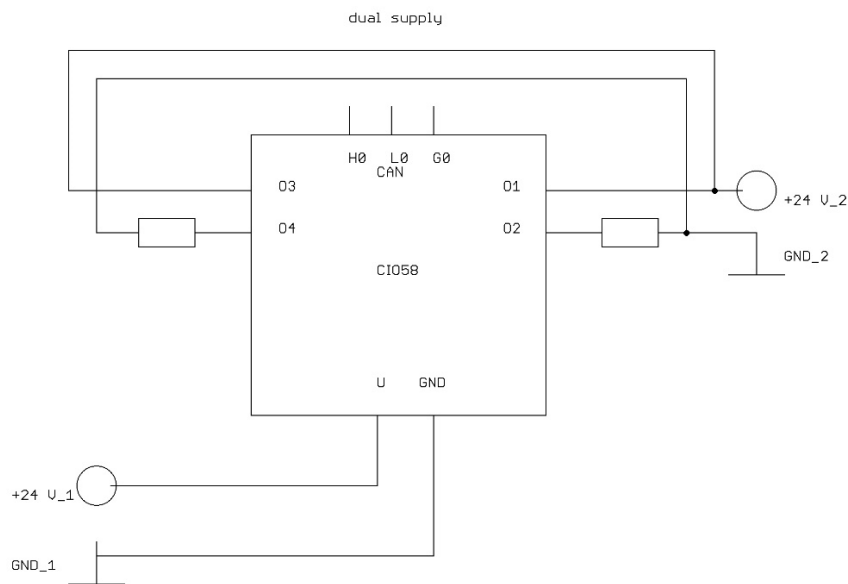 dual supply
H0 L0 G0
CAN
O3 O1
+24 V_2
O4 O2
GND_2
CIO58
U GND
+24 V_1
GND_1